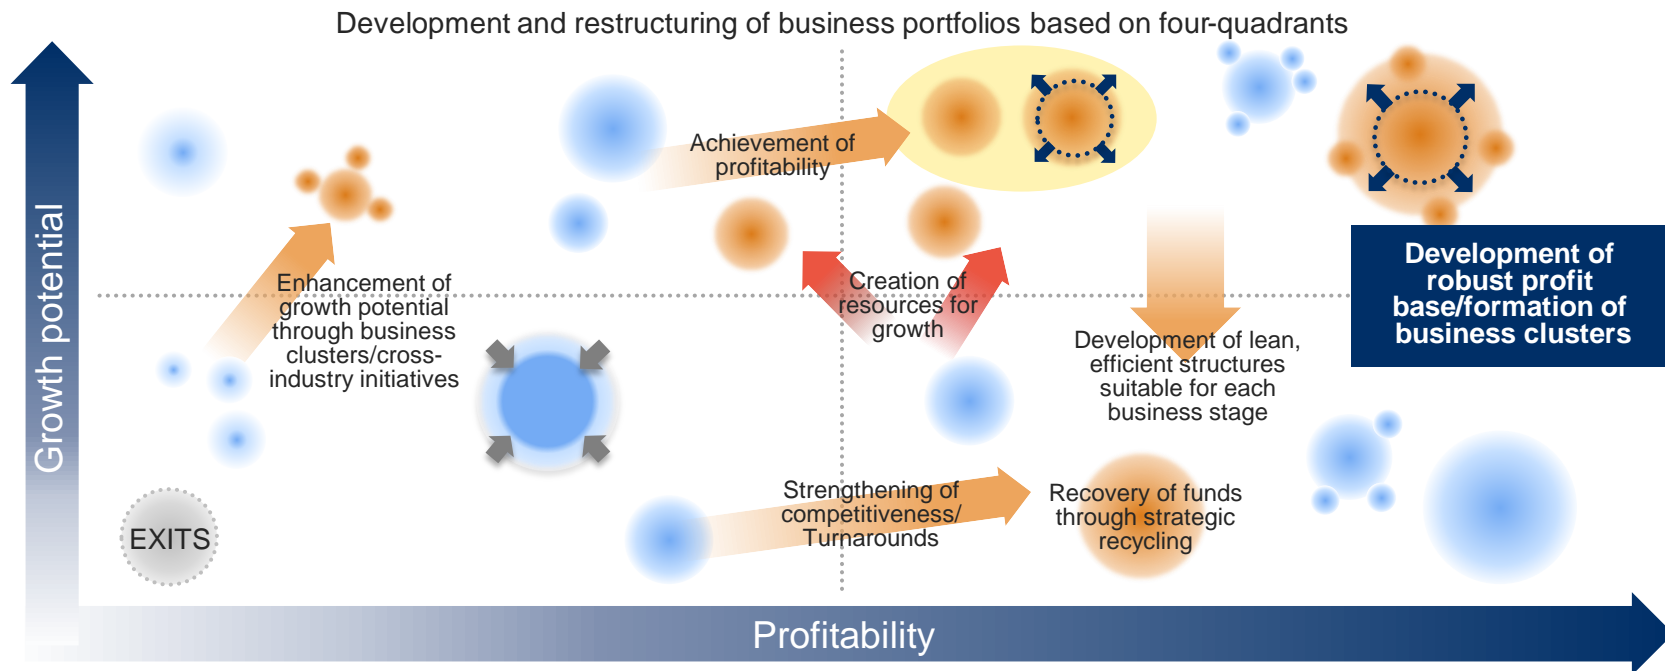 Development and restructuring of business portfolios based on four-quadrants
Growth potential
Achievement of
profitability
Enhancement of
growth potential
through business
clusters/cross-
industry initiatives
Creation of
resources for
growth
Development of
robust profit
base/formation of
business clusters
Development of lean,
efficient structures
suitable for each
business stage
EXITS
Strengthening of
competitiveness/
Turnarounds
Recovery of funds
through strategic
recycling
Profitability